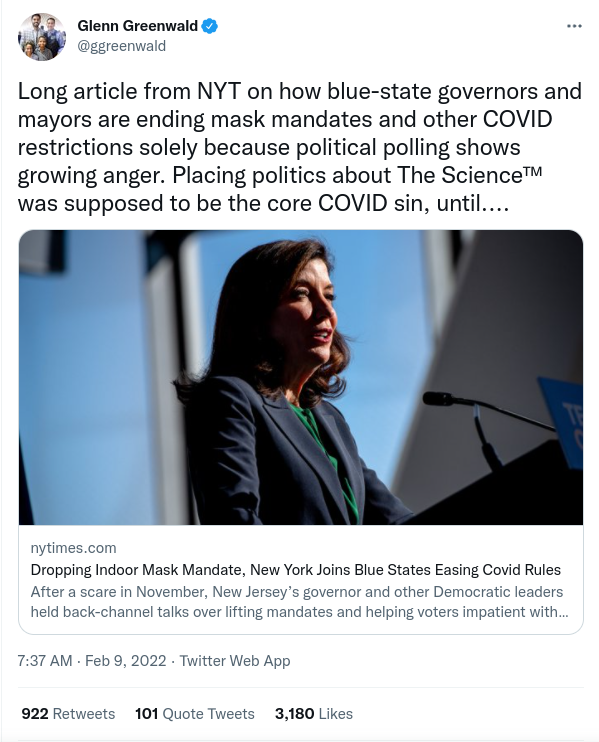 Glenn Greenwald
@ggreenwald
Long article from NYT on how blue-state governors and
mayors are ending mask mandates and other COVID
restrictions solely because political polling shows
growing anger. Placing politics about The Science™
was supposed to be the core COVID sin, until....
nytimes.com
Dropping Indoor Mask Mandate, New York Joins Blue States Easing Covid Rules
After a scare in November, New Jersey’s governor and other Democratic leaders
held back-channel talks over lifting mandates and helping voters impatient with...
7:37 AM · Feb 9, 2022 · Twitter Web App
922 Retweets 101 Quote Tweets 3,180 Likes